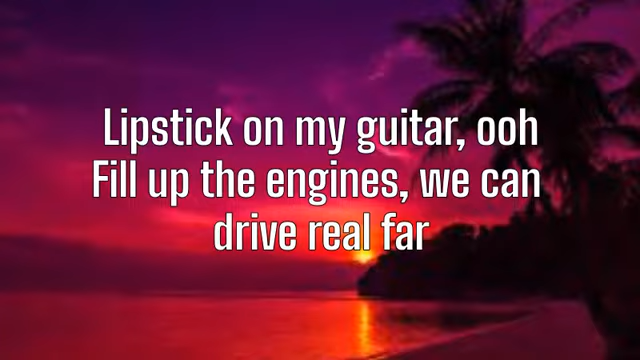 Lipstick on my guitar, ooh
Fill up the engines, we can
drive real far